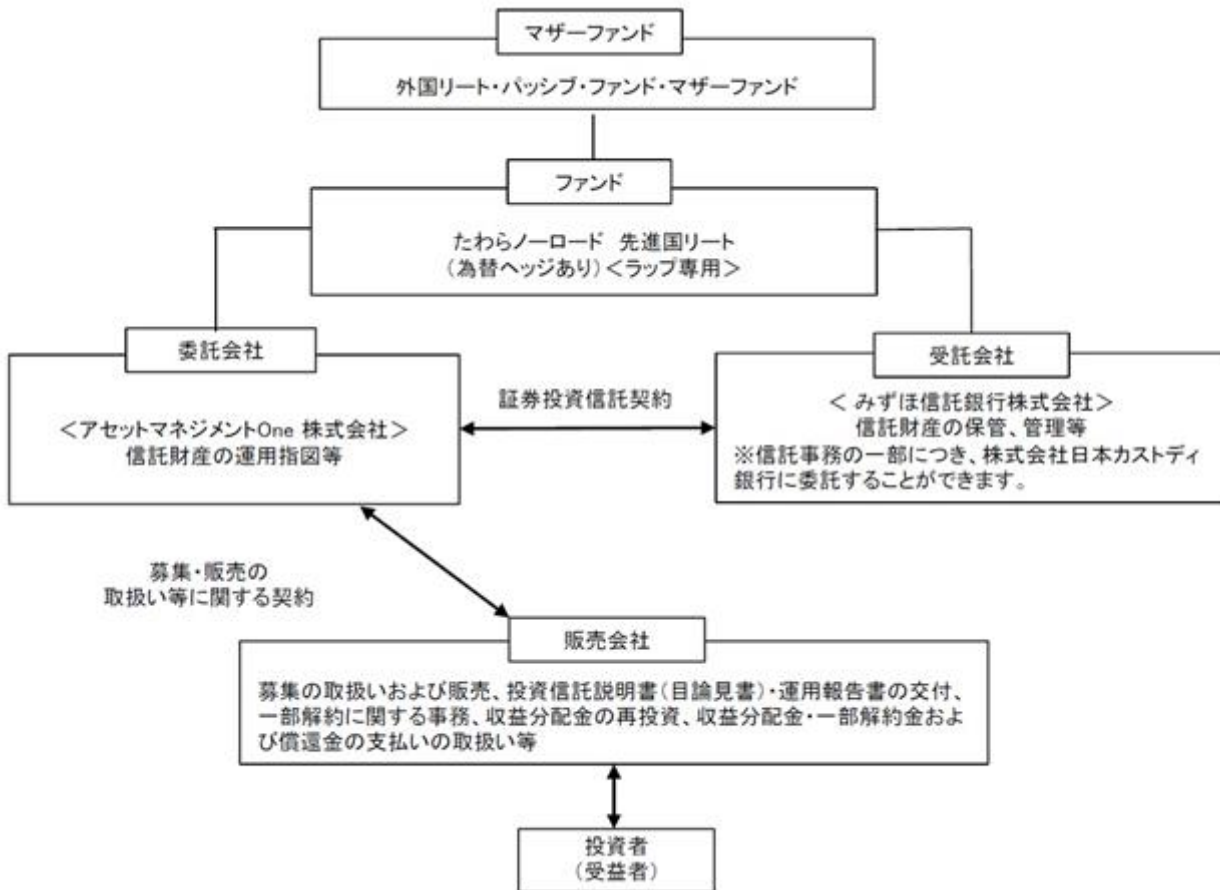 マザーファンド
外国リート・パッシブ・ファンド・マザーファンド
ファンド
たわらノーロード 先進国リート
(為替ヘッジあり)<ラップ専用>
委託会社
<アセットマネジメントOne 株式会社>
信託財産の運用指図等
証券投資信託契約
受託会社
< みずほ信託銀行株式会社>
信託財産の保管、管理等
※信託事務の一部につき、株式会社日本カストディ
銀行に委託することができます。
募集・販売の
取扱い等に関する契約
販売会社
募集の取扱いおよび販売、投資信託説明書(目論見書)・運用報告書の交付、
一部解約に関する事務、収益分配金の再投資、収益分配金・一部解約金およ
び償還金の支払いの取扱い等
投資者
(受益者)